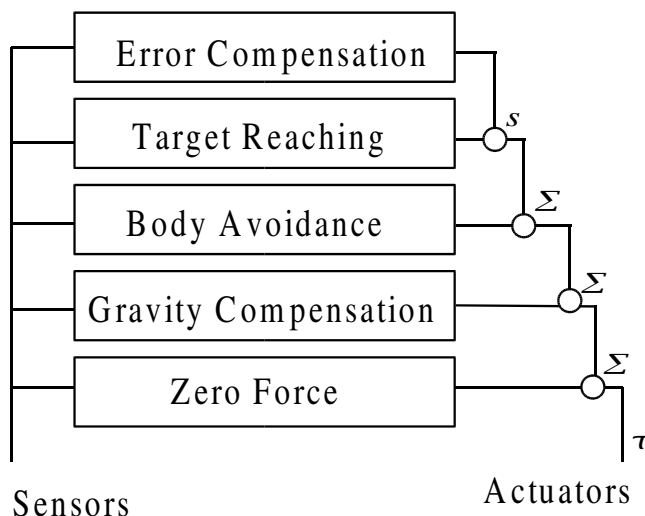 Error Compensation
s
Target Reaching
Σ
Body Avoidance
Σ
Gravity Compensation
Σ
Zero Force
τ
Sensors
Actuators